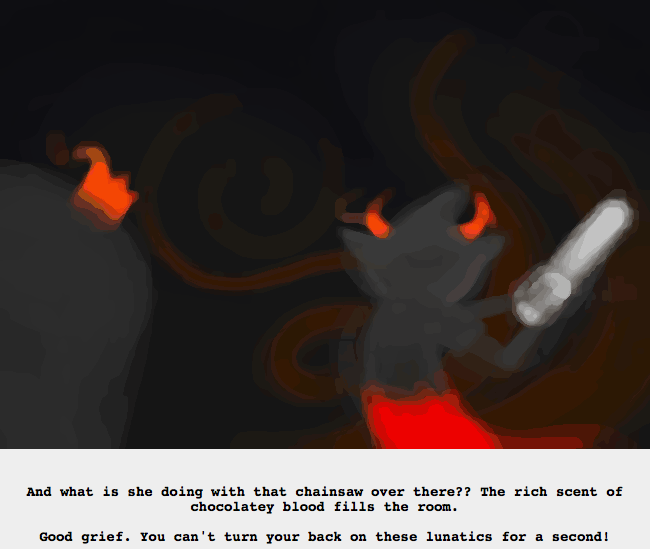 And what is she doing with that chainsaw over there?? The rich scent of
chocolatey blood fills the room.
Good grief. You can't turn your back on these lunatics for a second!